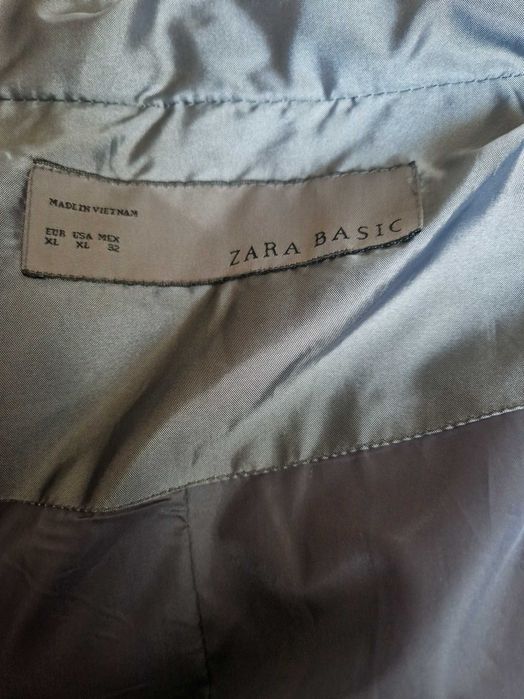 MADE IN VIETNAM
EUR USA MEX
XL XL 32
ZARA BASIC